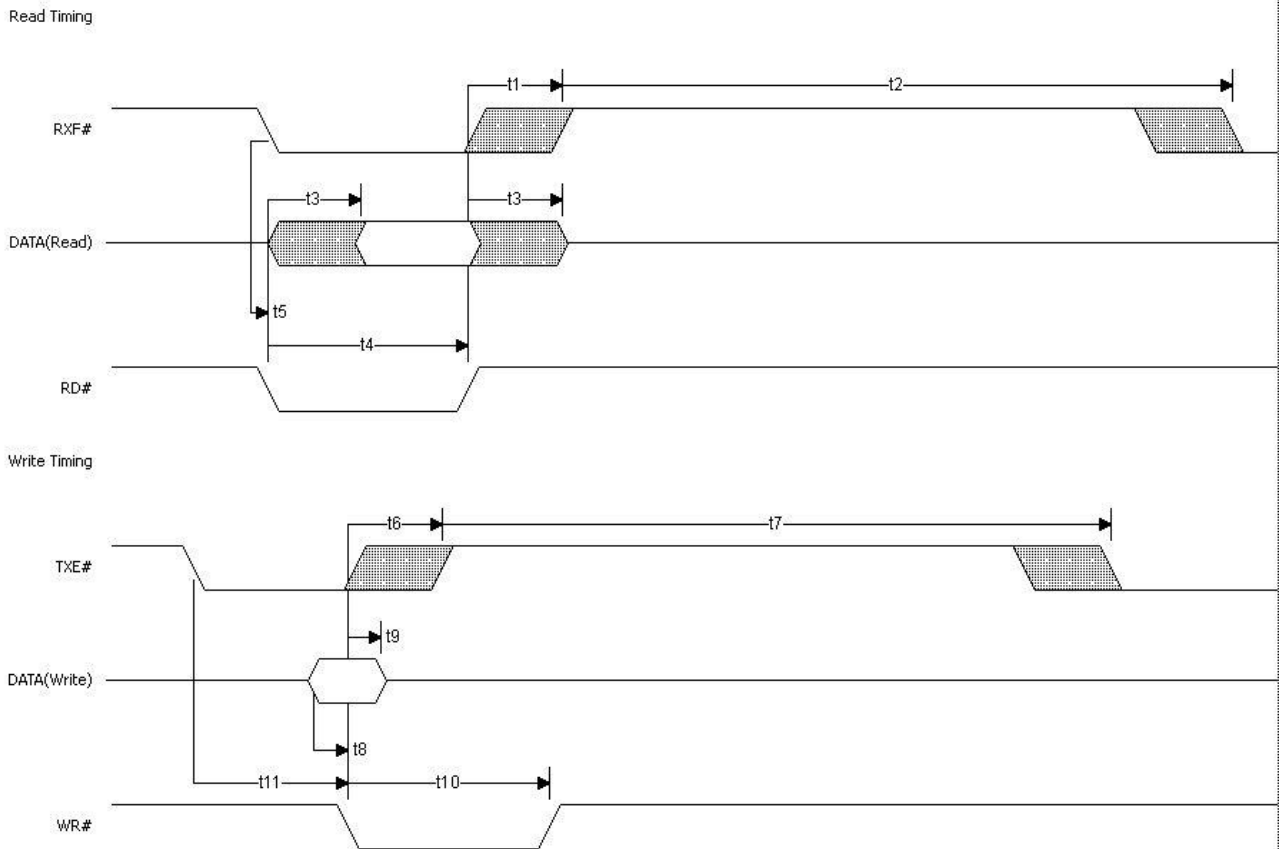 Read Timing
t1 t2
RXF#
t3 t3
DATA(Read)
t5
t4
RD#
Write Timing
t6 t7
TXE#
t9
DATA(Write)
t8
t11 t10
WR#